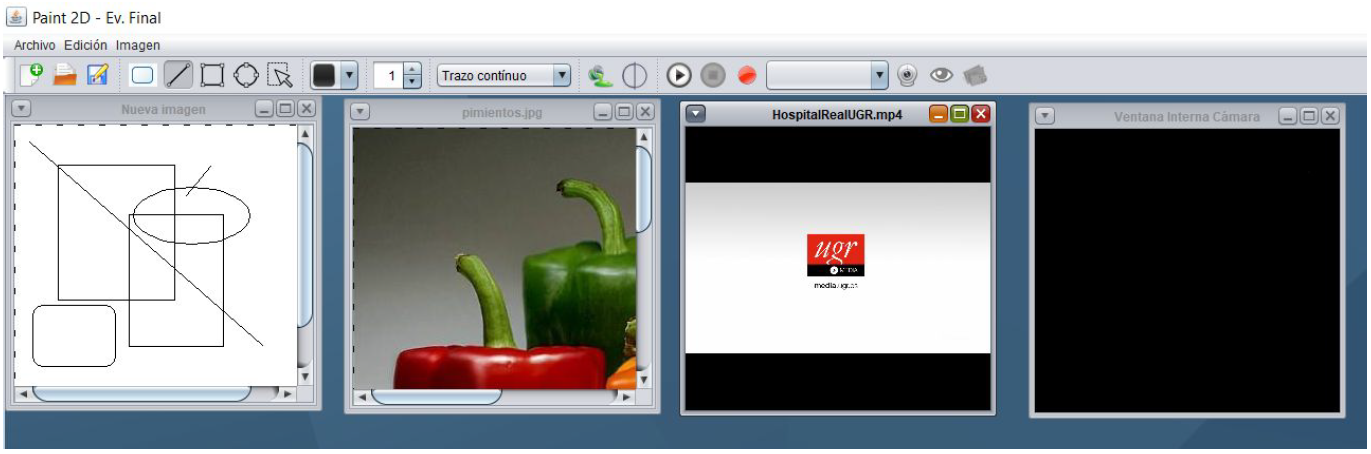 Paint 2D - Ev. Final
Archivo Edición Imagen
1
Trazo contínuo
Nueva imagen
pimientos.jpg
HospitalRealUGR.mp4
Ventana Interna Cámara
ugr
MEDIA
media.ugr.es